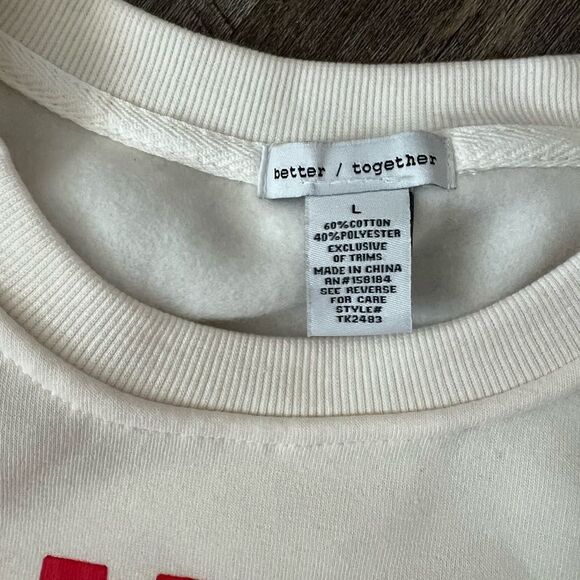 better / together
L
60%COTTON
40%POLYESTER
EXCLUSIVE
OF TRIMS
MADE IN CHINA
RN#158184
SEE REVERSE
FOR CARE
STYLE#
TK2483